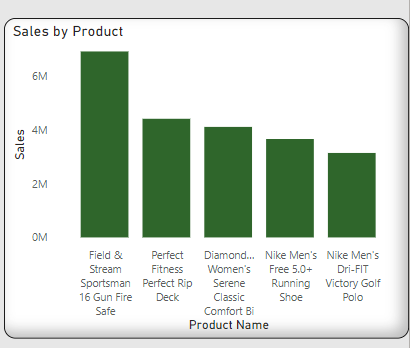 Sales by Product
Sales
6M
4M
2M
0M
Field &
Stream
Sportsman
16 Gun Fire
Safe
Perfect
Fitness
Perfect Rip
Deck
Diamond...
Women's
Serene
Classic
Comfort Bi
Nike Men's
Free 5.0+
Running
Shoe
Nike Men's
Dri-FIT
Victory Golf
Polo
Product Name